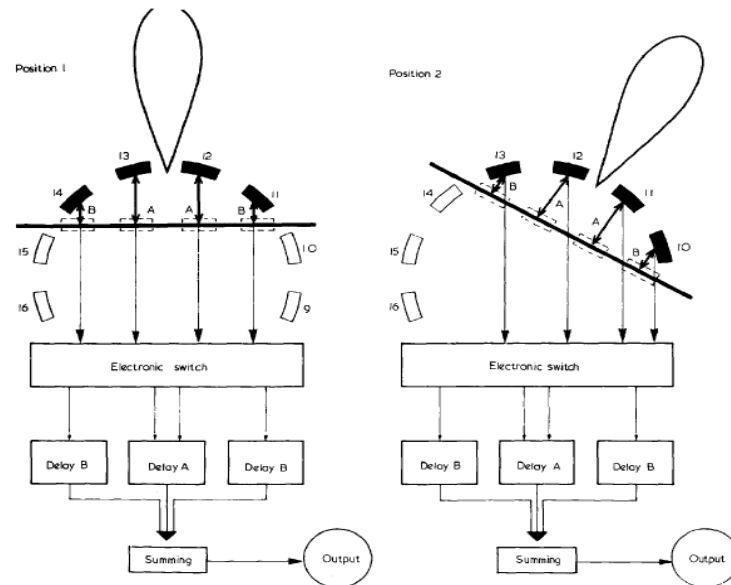 Position 1
13
12
14
11
B
A
A
B
15
10
16
9
Electronic switch
Delay B
Delay A
Delay B
Summing
Output
Position 2
13
12
14
11
B
A
A
10
B
15
16
Electronic switch
Delay B
Delay A
Delay B
Summing
Output